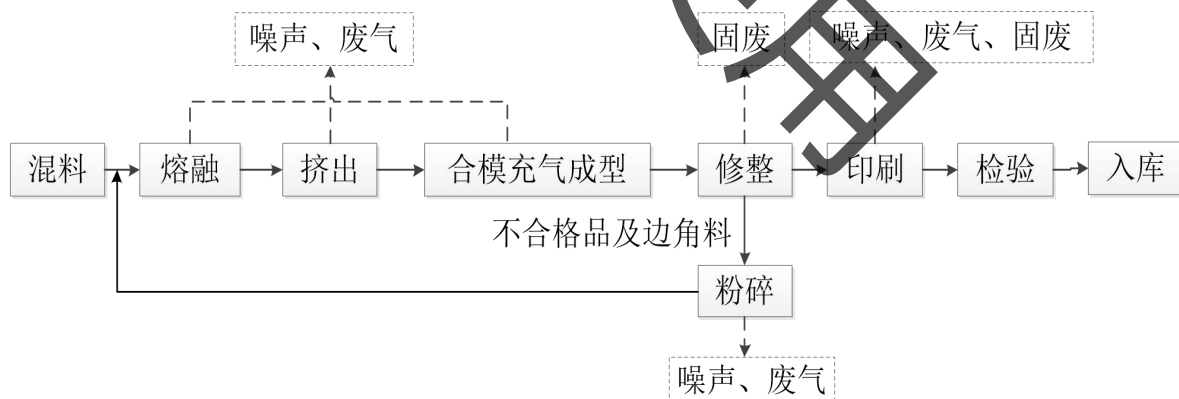 噪声、废气
固废
噪声、废气、固废
混料
熔融
挤出
合模充气成型
修整
印刷
检验
入库
不合格品及边角料
粉碎
噪声、废气